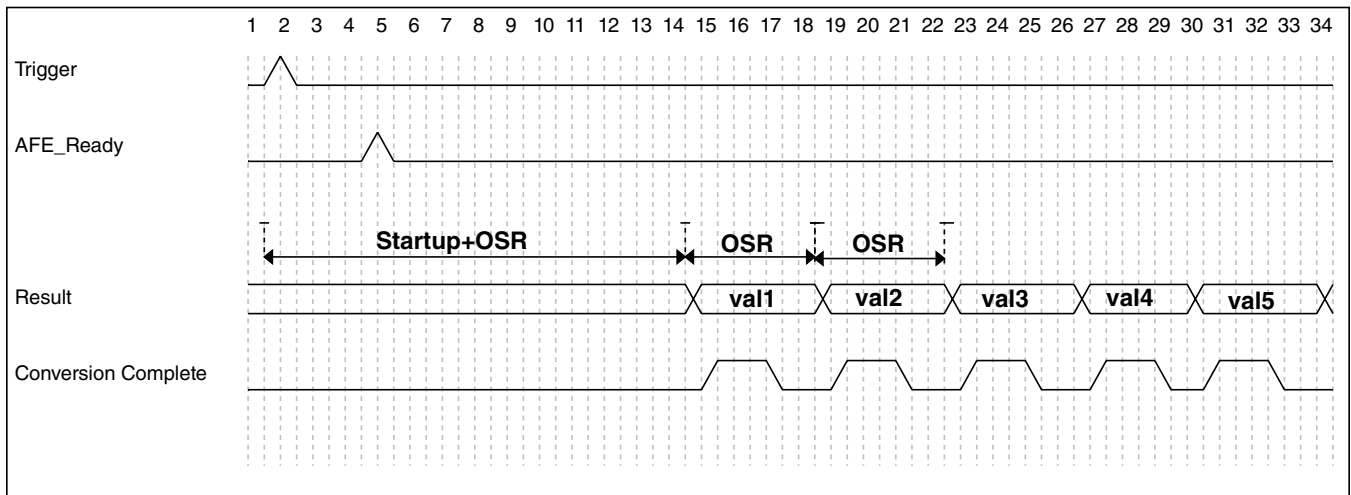 1 2 3 4 5 6 7 8 9 10 11 12 13 14 15 16 17 18 19 20 21 22 23 24 25 26 27 28 29 30 31 32 33 34
Trigger
AFE_Ready
Startup+OSR OSR OSR
Result val1 val2 val3 val4 val5
Conversion Complete